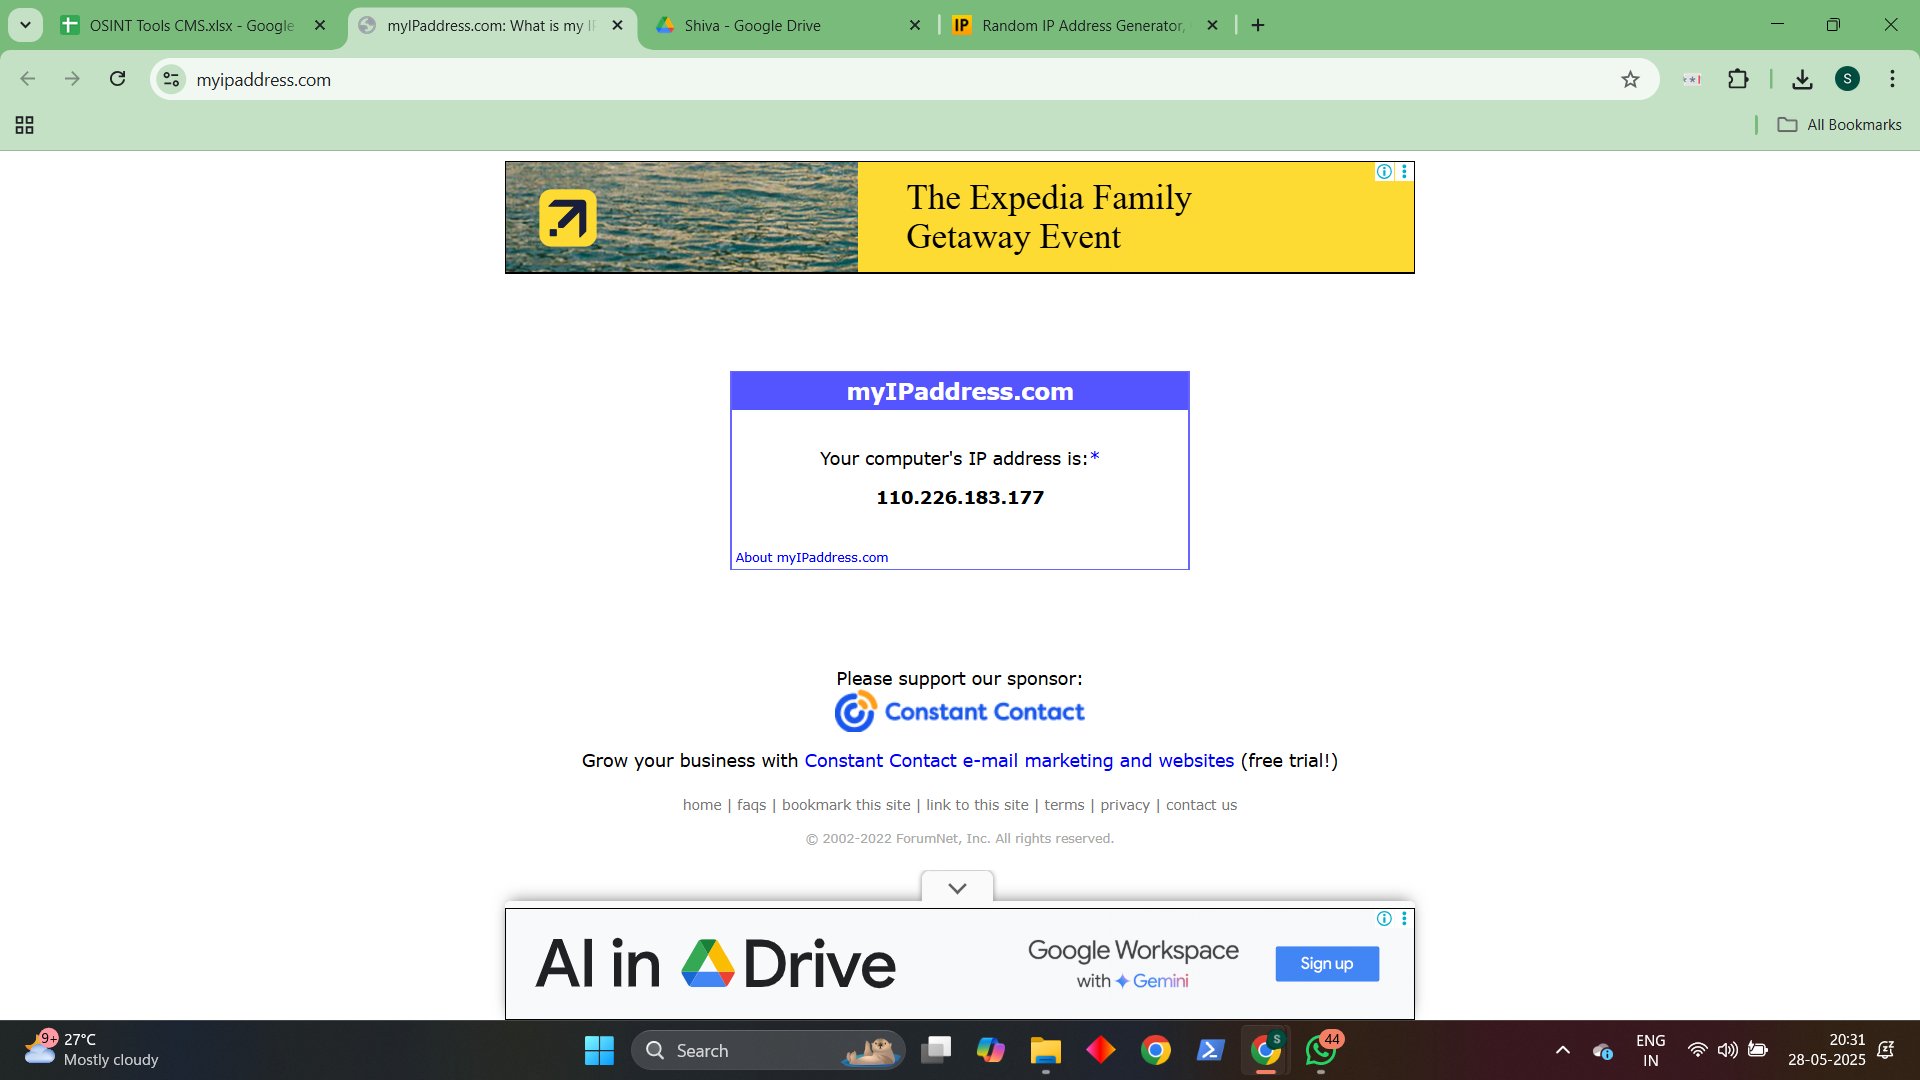 OSINT Tools CMS.xlsx - Google
myIPaddress.com: What is my IP
Shiva - Google Drive
IP
Random IP Address Generator,
myipaddress.com
S
All Bookmarks
The Expedia Family
Getaway Event
myIPaddress.com
Your computer's IP address is:*
110.226.183.177
About myIPaddress.com
Please support our sponsor:
Constant Contact
Grow your business with Constant Contact e-mail marketing and websites (free trial!)
home | faqs | bookmark this site | link to this site | terms | privacy | contact us
© 2002-2022 ForumNet, Inc. All rights reserved.
AI in Drive
Google Workspace
with Gemini
Sign up
9+
27°C
Mostly cloudy
Search
S
44
ENG
IN
20:31
28-05-2025